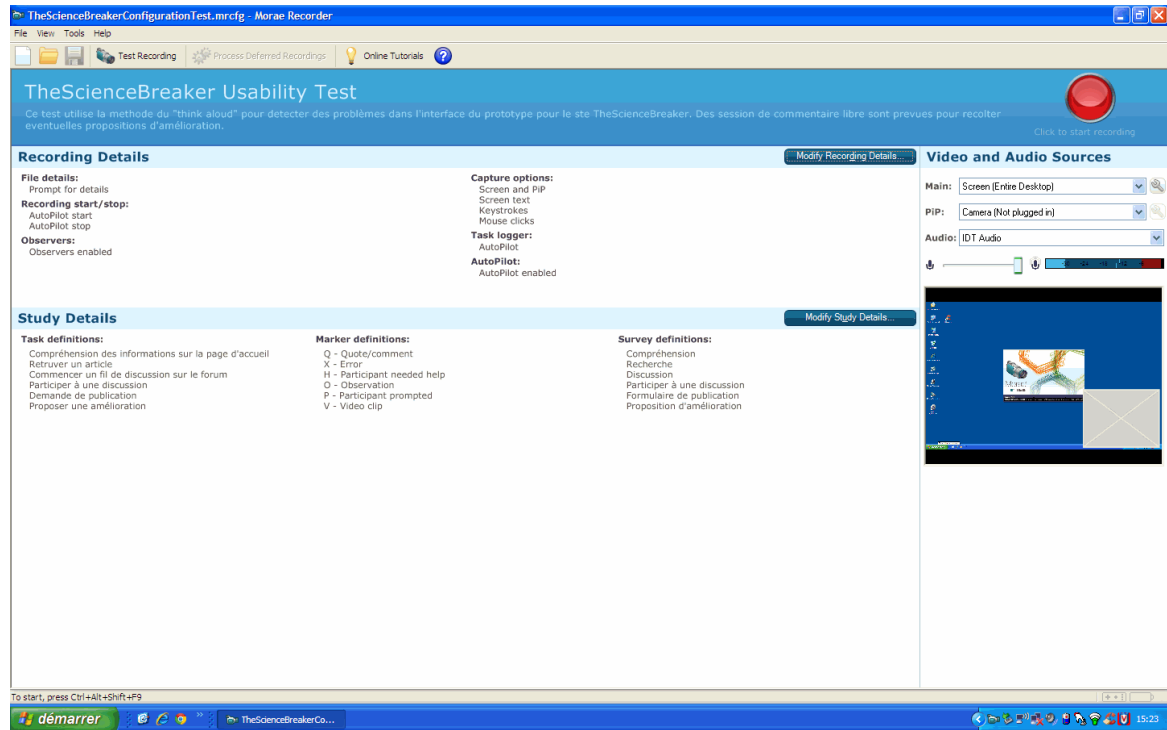 TheScienceBreakerConfigurationTest.mrcfg - Morae Recorder
File View Tools Help
Test Recording Process Deferred Recordings Online Tutorials
TheScienceBreaker Usability Test
Ce test utilise la methode du "think aloud" pour detecter des problèmes dans l'interface du prototype pour le ste TheScienceBreaker. Des session de commentaire libre sont prevues pour recolter
eventuelles propositions d'amélioration.
Click to start recording
Recording Details
Modify Recording Details...
File details:
Prompt for details
Recording start/stop:
AutoPilot start
AutoPilot stop
Observers:
Observers enabled
Capture options:
Screen and PiP
Screen text
Keystrokes
Mouse clicks
Task logger:
AutoPilot
AutoPilot:
AutoPilot enabled
Video and Audio Sources
Main: Screen (Entire Desktop)
PiP: Camera (Not plugged in)
Audio: IDT Audio
Study Details
Modify Study Details...
Task definitions:
Compréhension des informations sur la page d'accueil
Retruver un article
Commencer un fil de discussion sur le forum
Participer à une discussion
Demande de publication
Proposer une amélioration
Marker definitions:
Q - Quote/comment
X - Error
H - Participant needed help
O - Observation
P - Participant prompted
V - Video clip
Survey definitions:
Compréhension
Recherche
Discussion
Participer à une discussion
Formulaire de publication
Proposition d'amélioration
To start, press Ctrl+Alt+Shift+F9
démarrer
TheScienceBreakerCo...
15:23